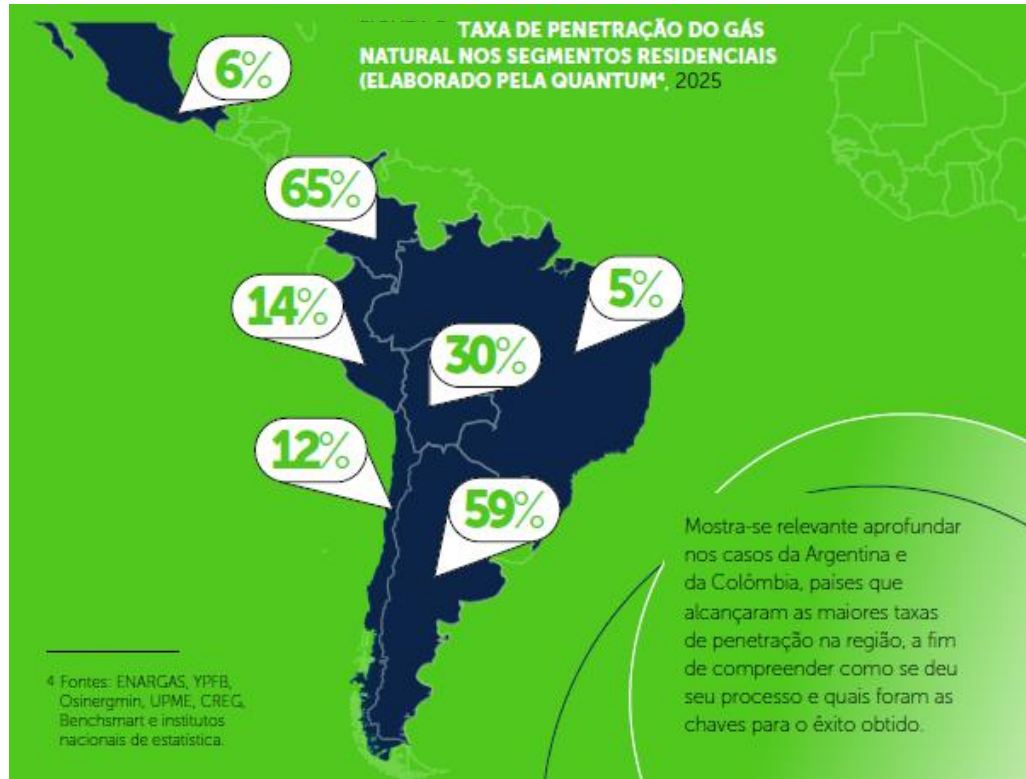 TAXA DE PENETRAÇÃO DO GÁS
NATURAL NOS SEGMENTOS RESIDENCIAIS
(ELABORADO PELA QUANTUM⁴, 2025
6%
65%
14%
5%
30%
12%
59%
Mostra-se relevante aprofundar
nos casos da Argentina e
da Colômbia, países que
alcançaram as maiores taxas
de penetração na região, a fim
de compreender como se deu
seu processo e quais foram as
chaves para o êxito obtido.
4 Fontes: ENARGAS, YPFB,
Osinergmin, UPME, CREG,
Benchsmart e institutos
nacionais de estatística.